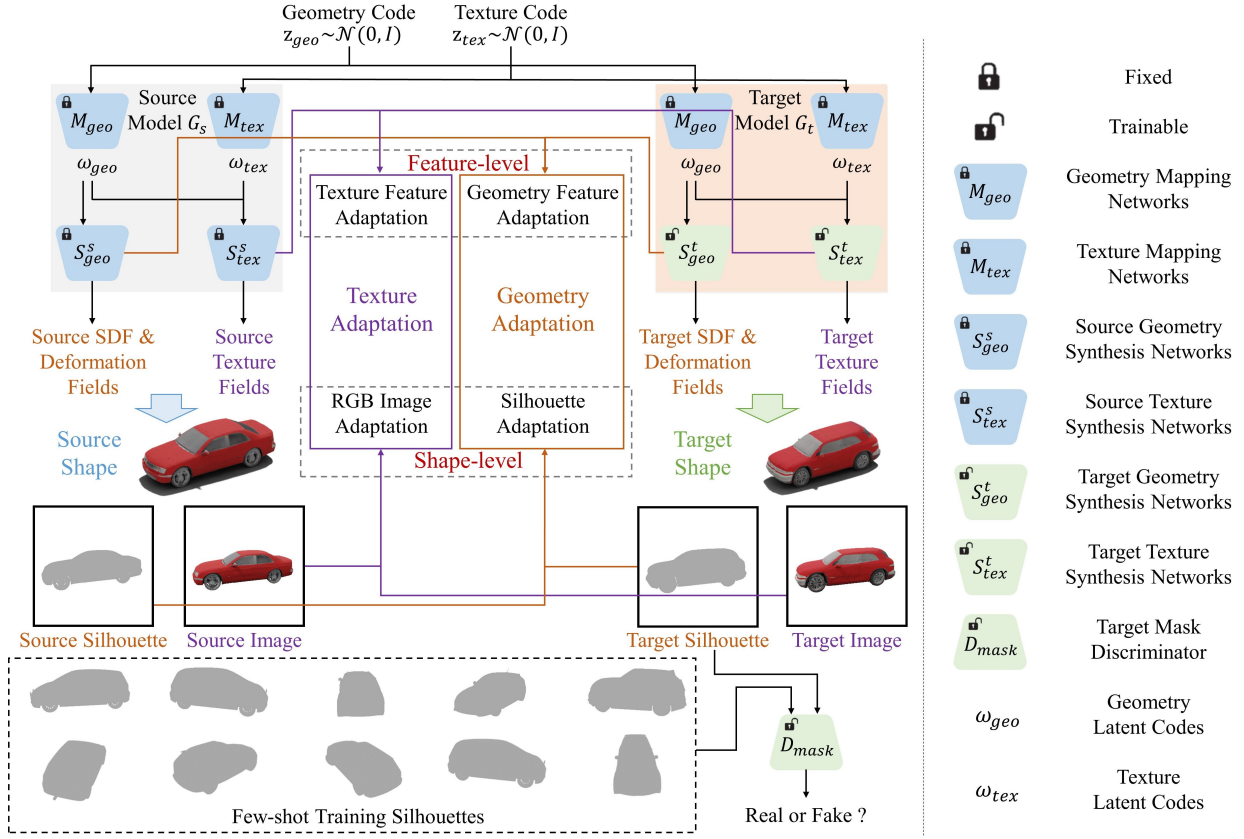 Geometry Code
z_geo~𝒩(0, I)
Texture Code
z_tex~𝒩(0, I)
M_geo
Source
Model G_s
M_tex
M_geo
Target
Model G_t
M_tex
ω_geo
ω_tex
ω_geo
ω_tex
Feature-level
Texture Feature
Adaptation
Geometry Feature
Adaptation
S^s_geo
S^s_tex
S^t_geo
S^t_tex
Texture
Adaptation
Geometry
Adaptation
Source SDF &
Deformation
Fields
Source
Texture
Fields
Target SDF &
Deformation
Fields
Target
Texture
Fields
RGB Image
Adaptation
Silhouette
Adaptation
Shape-level
Source
Shape
Target
Shape
Source Silhouette
Source Image
Target Silhouette
Target Image
D_mask
Few-shot Training Silhouettes
Real or Fake ?
Fixed
Trainable
M_geo
Geometry Mapping
Networks
M_tex
Texture Mapping
Networks
S^s_geo
Source Geometry
Synthesis Networks
S^s_tex
Source Texture
Synthesis Networks
S^t_geo
Target Geometry
Synthesis Networks
S^t_tex
Target Texture
Synthesis Networks
D_mask
Target Mask
Discriminator
ω_geo
Geometry
Latent Codes
ω_tex
Texture
Latent Codes